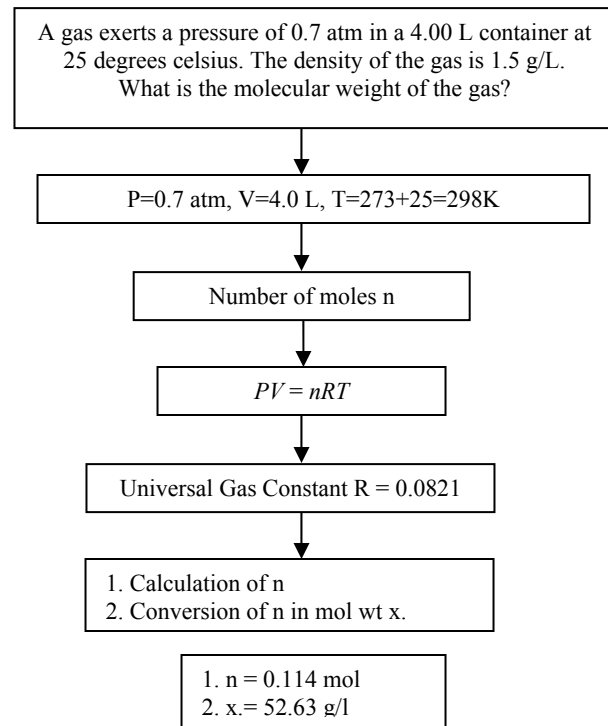 A gas exerts a pressure of 0.7 atm in a 4.00 L container at
25 degrees celsius. The density of the gas is 1.5 g/L.
What is the molecular weight of the gas?
P=0.7 atm, V=4.0 L, T=273+25=298K
Number of moles n
PV = nRT
Universal Gas Constant R = 0.0821
1. Calculation of n
2. Conversion of n in mol wt x.
1. n = 0.114 mol
2. x.= 52.63 g/l